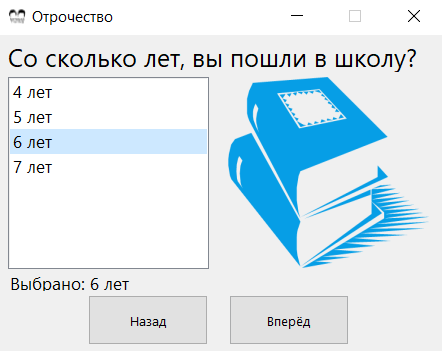 Отрочество
Со сколько лет, вы пошли в школу?
4 лет
5 лет
6 лет
7 лет
Выбрано: 6 лет
Назад
Вперёд